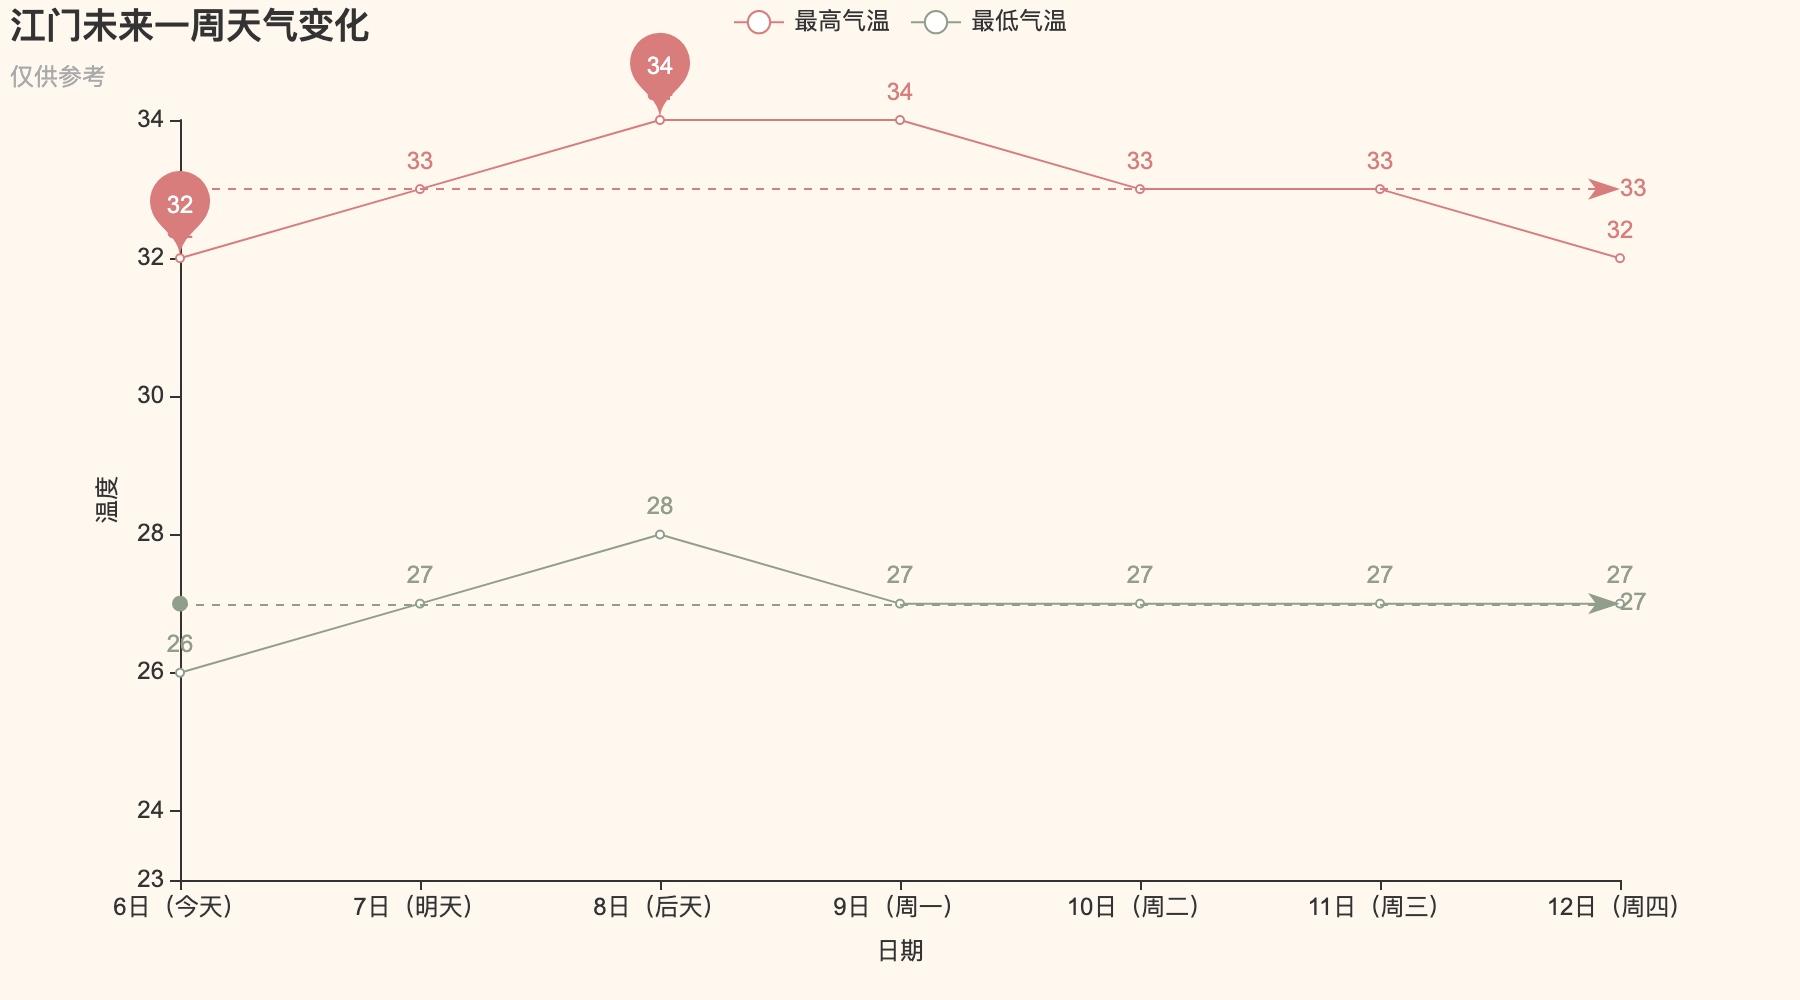 江门未来一周天气变化
仅供参考
最高气温
最低气温
34
34
33
33
33
32
33
32
27
28
27
27
27
27
27
26
温度
34
32
30
28
26
24
23
6日（今天）
7日（明天）
8日（后天）
9日（周一）
10日（周二）
11日（周三）
12日（周四）
日期